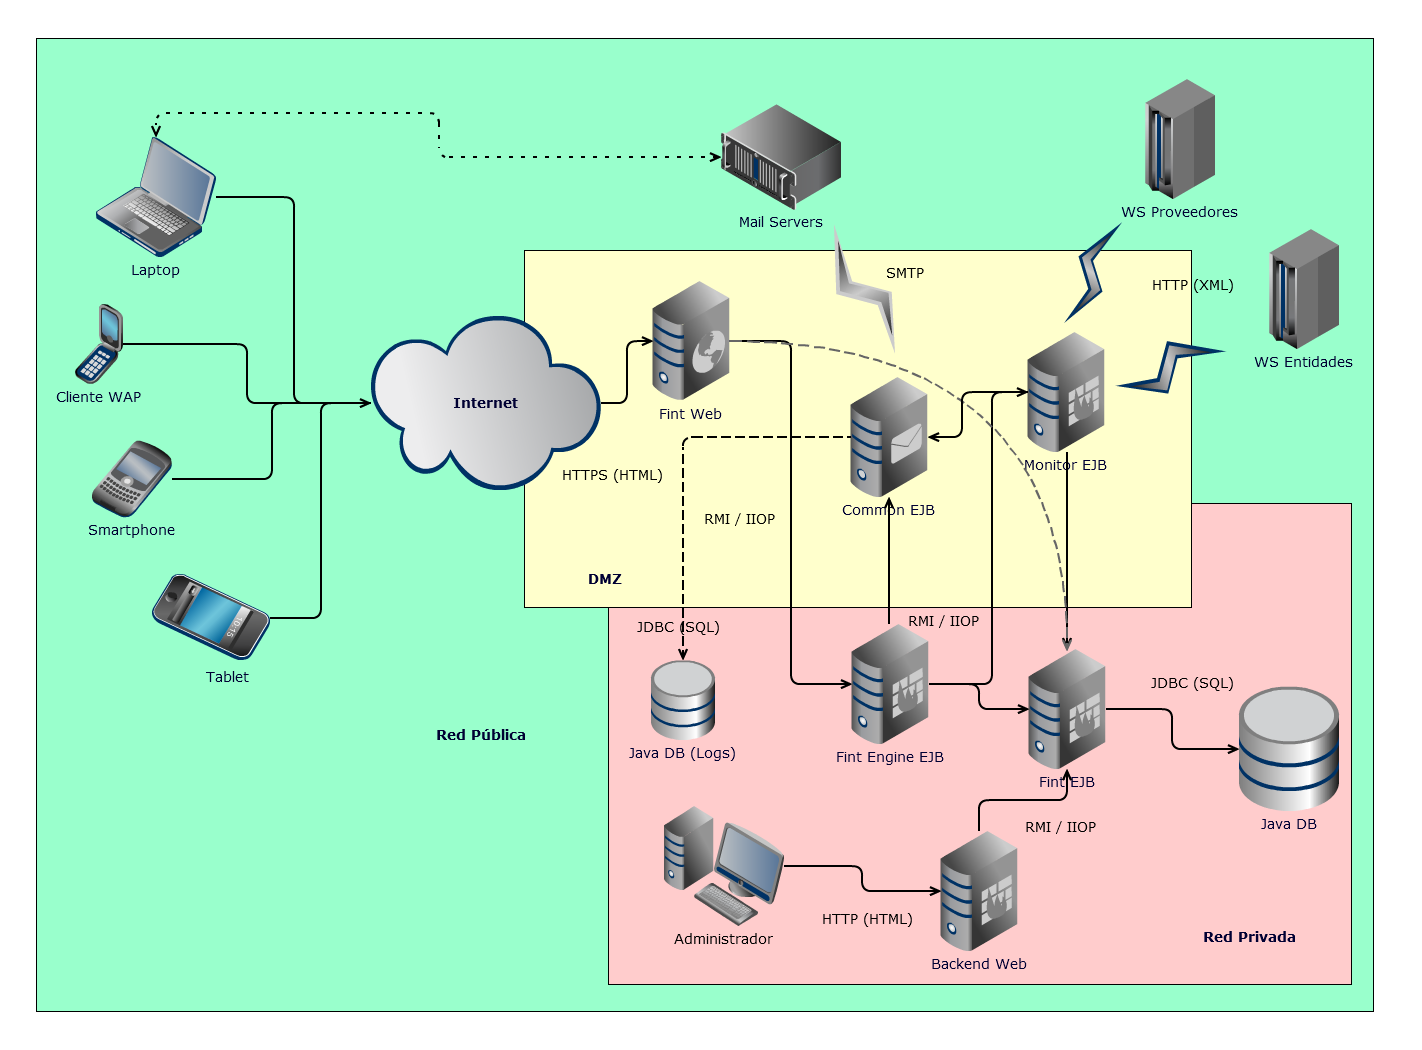 Mail Servers
WS Proveedores
Laptop
SMTP
HTTP (XML)
WS Entidades
Cliente WAP
Internet
Fint Web
Monitor EJB
HTTPS (HTML)
Common EJB
RMI / IIOP
Smartphone
DMZ
10:15
JDBC (SQL)
RMI / IIOP
Tablet
JDBC (SQL)
Red Pública
Java DB (Logs)
Fint Engine EJB
Fint EJB
Java DB
RMI / IIOP
HTTP (HTML)
Administrador
Red Privada
Backend Web